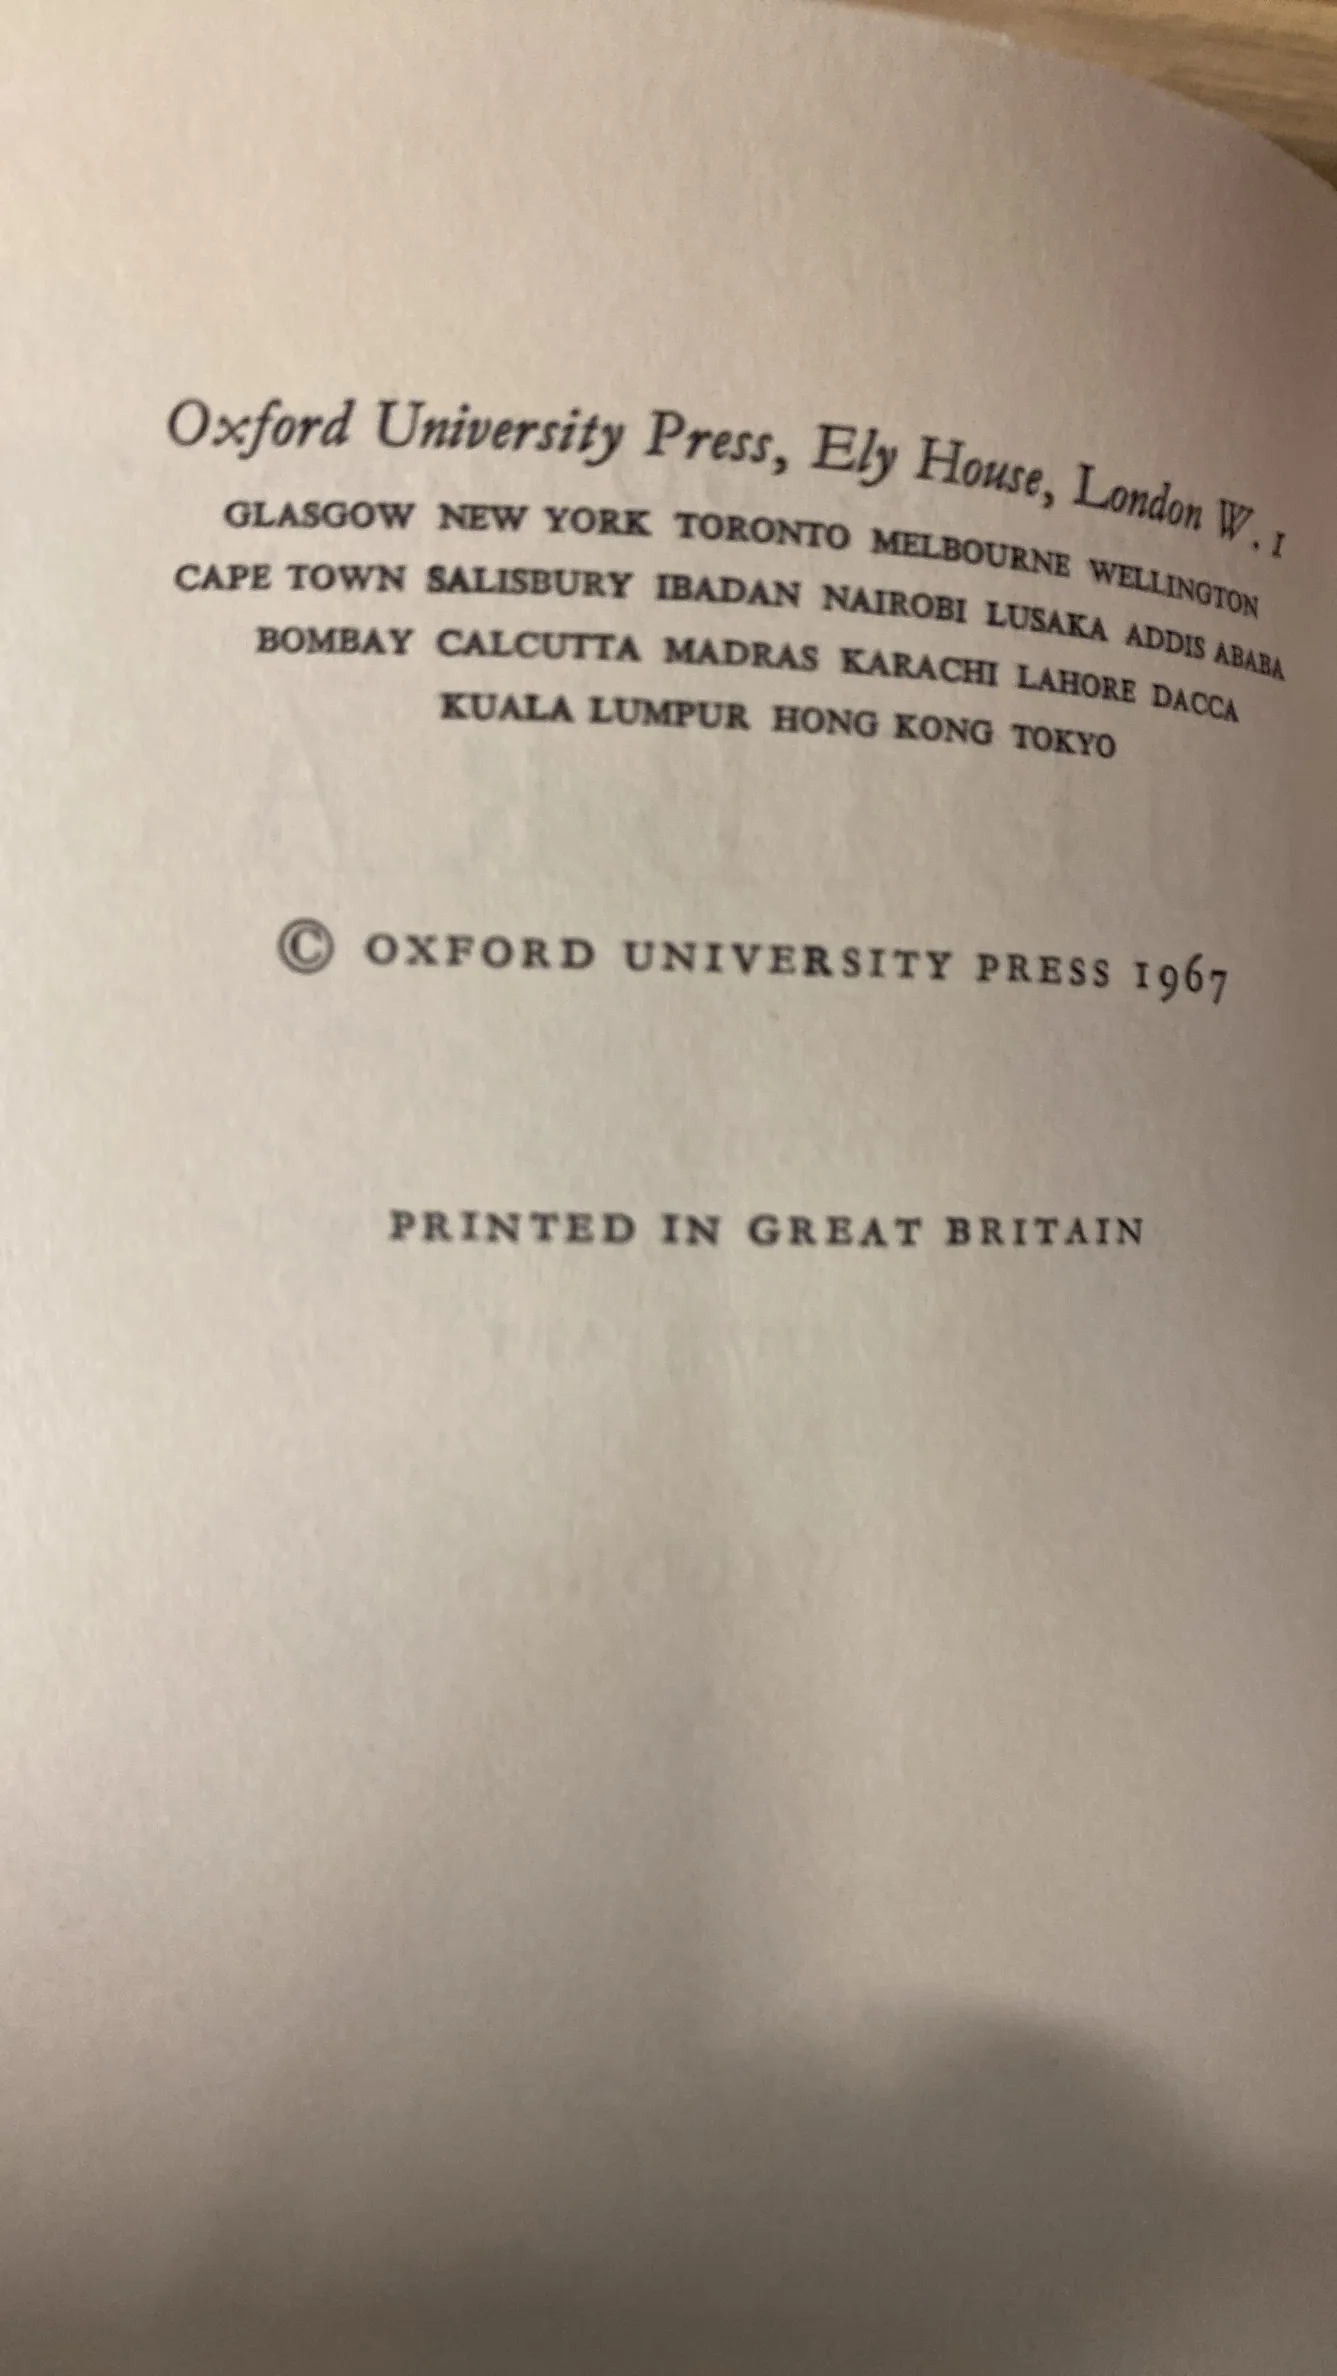 Oxford University Press, Ely House, London W.1
GLASGOW NEW YORK TORONTO MELBOURNE WELLINGTON
CAPE TOWN SALISBURY IBADAN NAIROBI LUSAKA ADDIS ABABA
BOMBAY CALCUTTA MADRAS KARACHI LAHORE DACCA
KUALA LUMPUR HONG KONG TOKYO
© OXFORD UNIVERSITY PRESS 1967
PRINTED IN GREAT BRITAIN